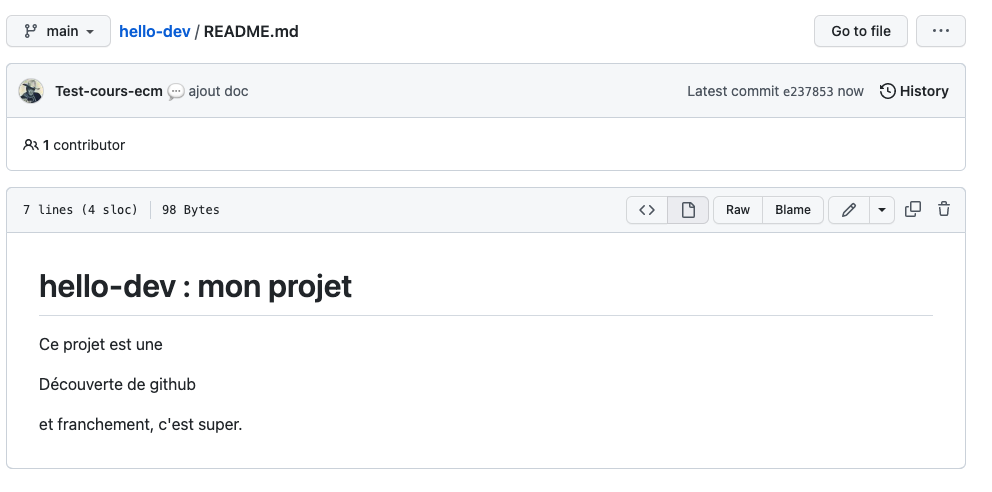 main
hello-dev / README.md
Go to file
...
Test-cours-ecm ajout doc
Latest commit e237853 now
History
1 contributor
7 lines (4 sloc) 98 Bytes
<> Raw Blame
hello-dev : mon projet
Ce projet est une
Découverte de github
et franchement, c'est super.